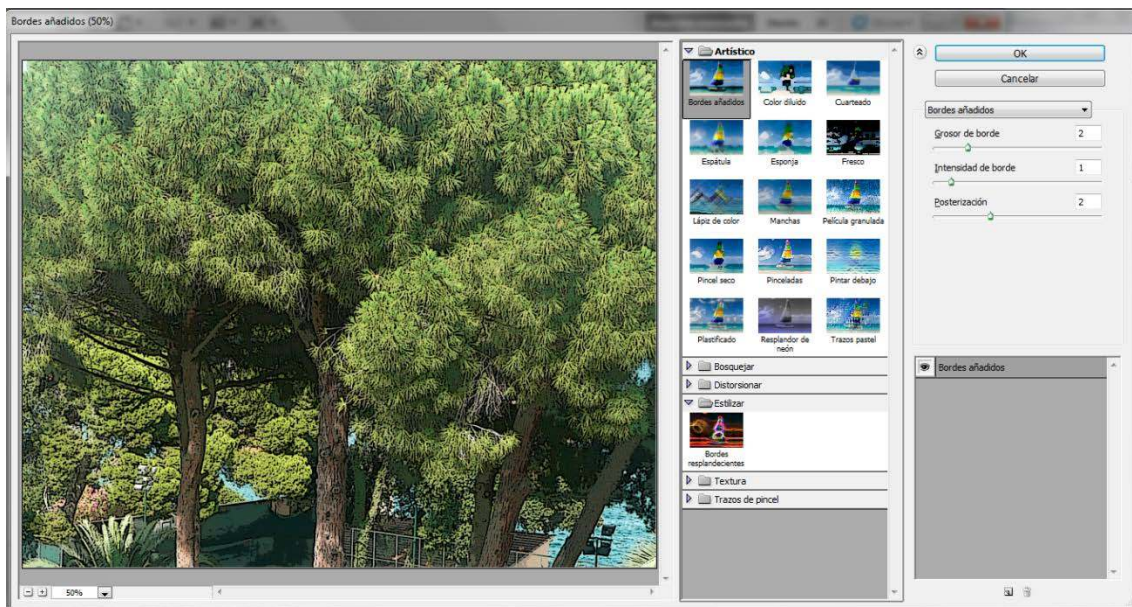 Bordes añadidos (50%)
Artístico
Bordes añadidos
Color diluido
Cuarteado
Espátula
Esponja
Fresco
Lápiz de color
Manchas
Película granulada
Pincel seco
Pinceladas
Pintar debajo
Plastificado
Resplandor de
neón
Trazos pastel
Bosquejar
Distorsionar
Estilizar
Bordes
resplandecientes
Textura
Trazos de pincel
OK
Cancelar
Bordes añadidos
Grosor de borde 2
Intensidad de borde 1
Posterización 2
Bordes añadidos
50%